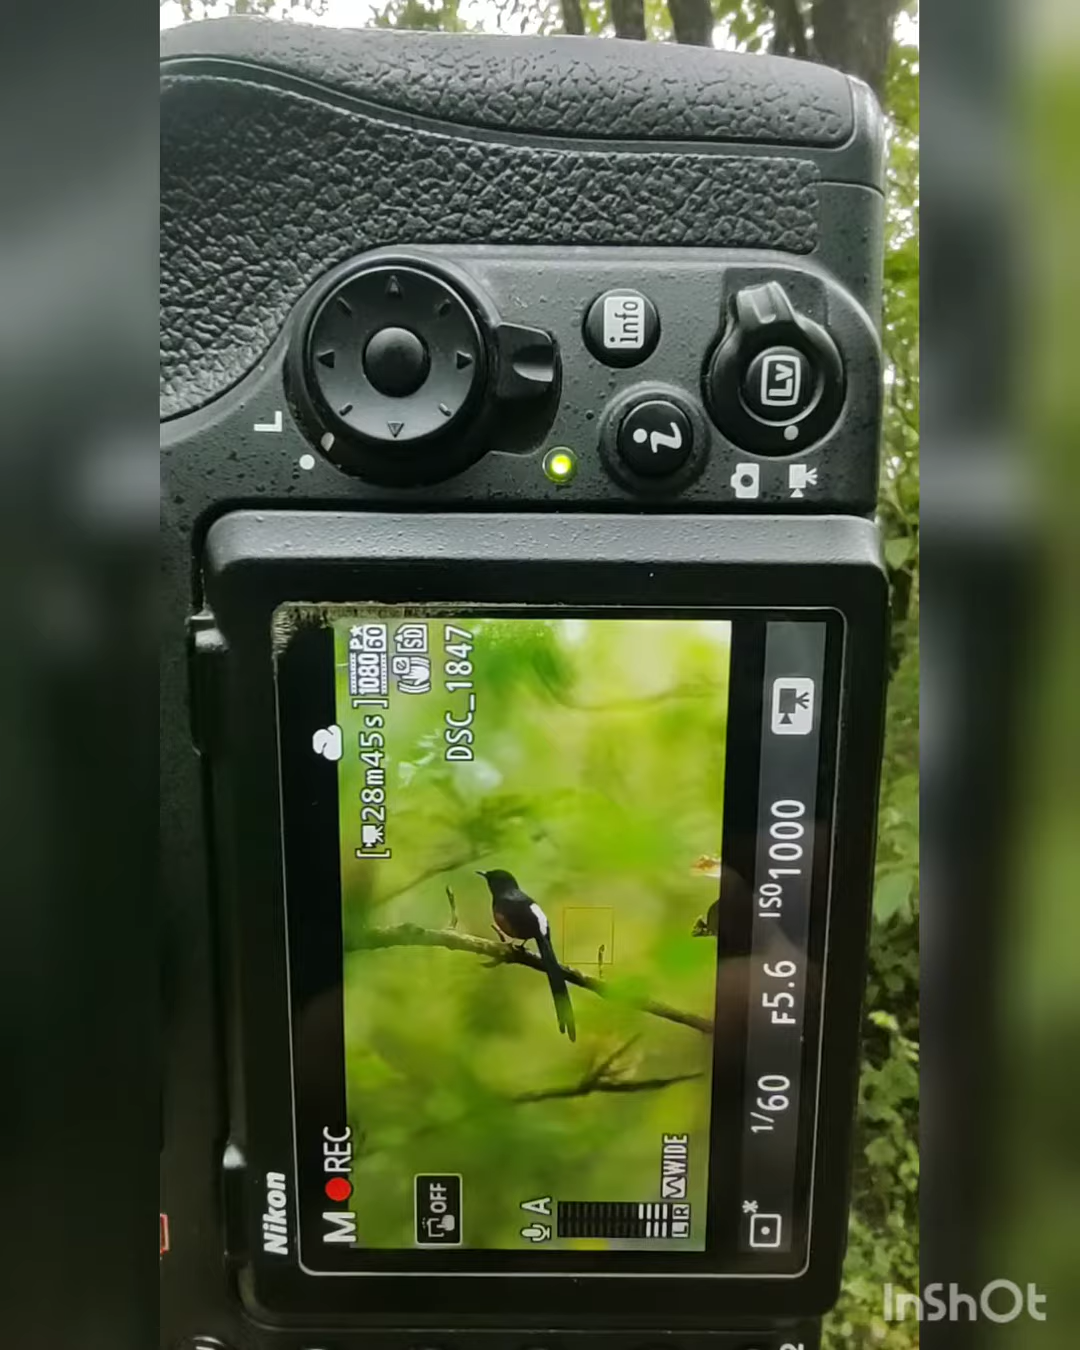 Nikon
M REC
[28m45s] 1080 P★
60
SD
DSC_1847
OFF
A
L R
WIDE
1/60 F5.6 ISO 1000
L
info
i
Lv
InShOt